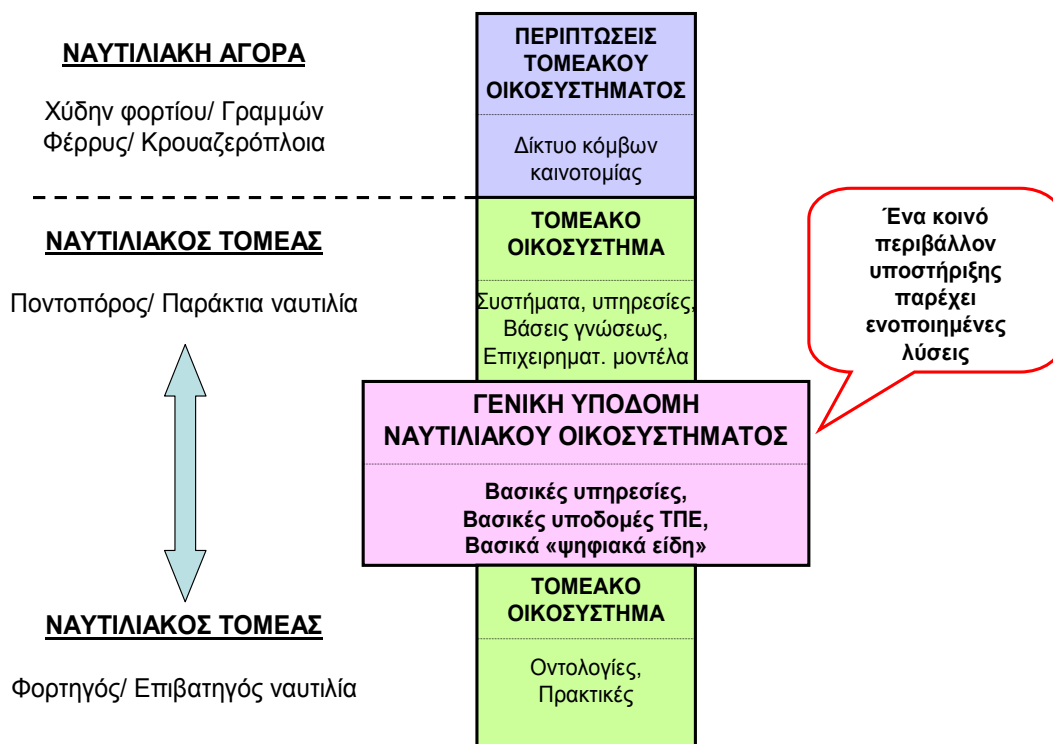 ΝΑΥΤΙΛΙΑΚΗ ΑΓΟΡΑ
Χύδην φορτίου/ Γραμμών
Φέρρυς/ Κρουαζερόπλοια
ΠΕΡΙΠΤΩΣΕΙΣ
ΤΟΜΕΑΚΟΥ
ΟΙΚΟΣΥΣΤΗΜΑΤΟΣ
Δίκτυο κόμβων
καινοτομίας
ΝΑΥΤΙΛΙΑΚΟΣ ΤΟΜΕΑΣ
Ποντοπόρος/ Παράκτια ναυτιλία
ΤΟΜΕΑΚΟ
ΟΙΚΟΣΥΣΤΗΜΑ
Συστήματα, υπηρεσίες,
Βάσεις γνώσεως,
Επιχειρηματ. μοντέλα
Ένα κοινό
περιβάλλον
υποστήριξης
παρέχει
ενοποιημένες
λύσεις
ΓΕΝΙΚΗ ΥΠΟΔΟΜΗ
ΝΑΥΤΙΛΙΑΚΟΥ ΟΙΚΟΣΥΣΤΗΜΑΤΟΣ
Βασικές υπηρεσίες,
Βασικές υποδομές ΤΠΕ,
Βασικά «ψηφιακά είδη»
ΝΑΥΤΙΛΙΑΚΟΣ ΤΟΜΕΑΣ
Φορτηγός/ Επιβατηγός ναυτιλία
ΤΟΜΕΑΚΟ
ΟΙΚΟΣΥΣΤΗΜΑ
Οντολογίες,
Πρακτικές